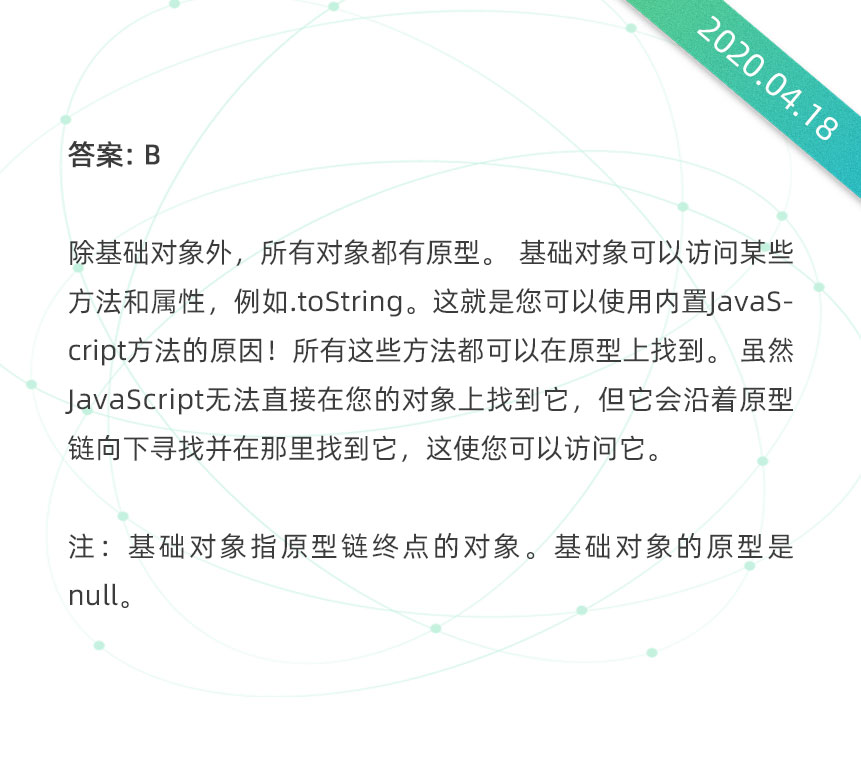 2020.04.18
答案: B
除基础对象外，所有对象都有原型。 基础对象可以访问某些
方法和属性，例如.toString。这就是您可以使用内置JavaS-
cript方法的原因！所有这些方法都可以在原型上找到。 虽然
JavaScript无法直接在您的对象上找到它，但它会沿着原型
链向下寻找并在那里找到它，这使您可以访问它。
注：基础对象指原型链终点的对象。基础对象的原型是
null。